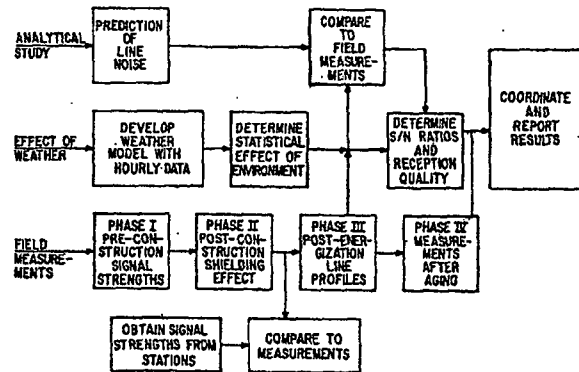 ANALYTICAL
STUDY
PREDICTION
OF
LINE
NOISE
COMPARE
TO
FIELD
MEASURE-
MENTS
COORDINATE
AND
REPORT
RESULTS
EFFECT OF
WEATHER
DEVELOP
WEATHER
MODEL WITH
HOURLY DATA
DETERMINE
STATISTICAL
EFFECT OF
ENVIRONMENT
DETERMINE
S/N RATIOS
AND
RECEPTION
QUALITY
FIELD
MEASURE-
MENTS
PHASE I
PRE-CON-
STRUCTION
SIGNAL
STRENGTHS
PHASE II
POST-CON-
STRUCTION
SHIELDING
EFFECT
PHASE III
POST-ENER-
GIZATION
LINE
PROFILES
PHASE IV
MEASURE-
MENTS
AFTER
AGING
OBTAIN SIGNAL
STRENGTHS FROM
STATIONS
COMPARE TO
MEASUREMENTS